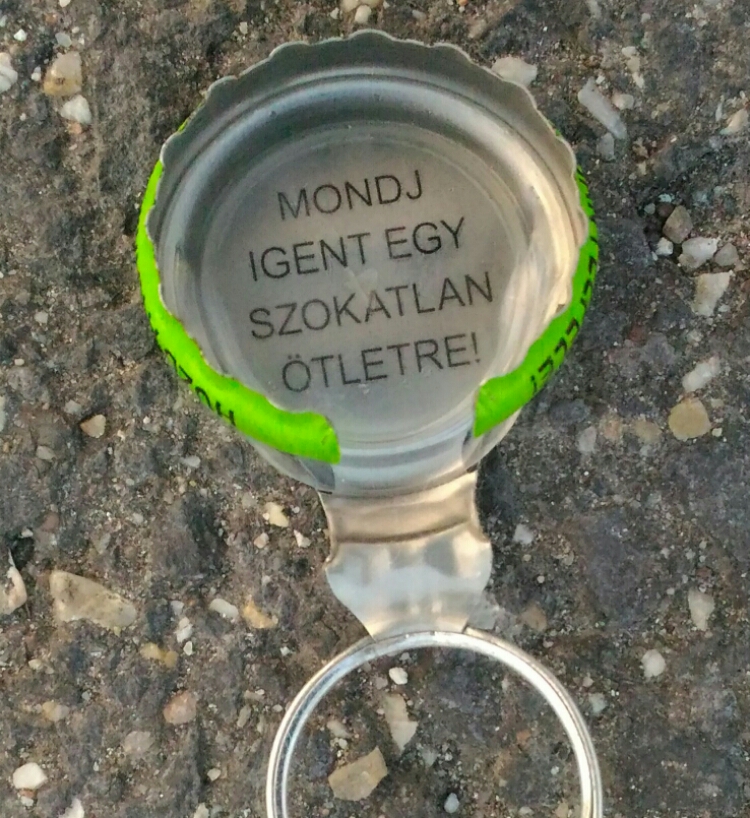 MONDJ
IGENT EGY
SZOKATLAN
ÖTLETRE!